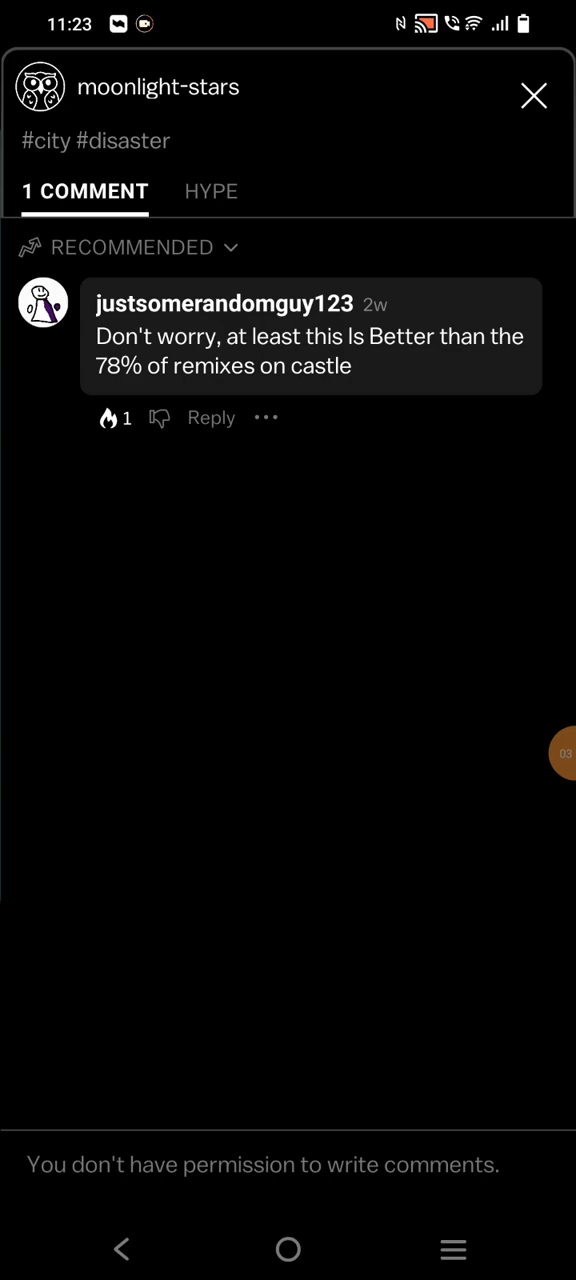 11:23
moonlight-stars
#city #disaster
1 COMMENT HYPE
RECOMMENDED
justsomerandomguy123 2w
Don't worry, at least this Is Better than the
78% of remixes on castle
1 Reply
03
You don't have permission to write comments.